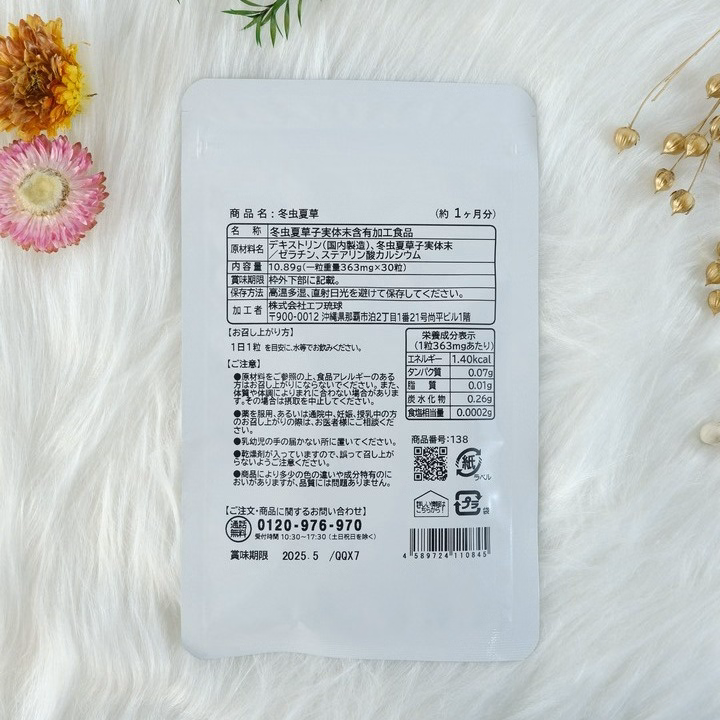 商品名：冬虫夏草 (約1ヶ月分)
名 称 冬虫夏草子実体末含有加工食品
原材料名 デキストリン(国内製造)、冬虫夏草子実体末
／ゼラチン、ステアリン酸カルシウム
内容量 10.89g(一粒重量363mg×30粒)
賞味期限 枠外下部に記載。
保存方法 高温多湿、直射日光を避けて保存してください。
加工者 株式会社エフ琉球
〒900-0012 沖縄県那覇市泊2丁目1番21号尚平ビル1階
【お召し上がり方】
1日1粒 を目安に、水等でお飲みください。
【ご注意】
●原材料をご参照の上、食品アレルギーのある
方はお召し上がりにならないでください。また、
体質や体調によりまれに合わない場合がありま
す。その場合は摂取を中止してください。
●薬を服用、あるいは通院中、妊娠、授乳中の方
のお召し上がりの際は、お医者様にご相談くだ
さい。
●乳幼児の手の届かない所に置いてください。
●乾燥剤が入っていますので、誤って召し上が
らないようご注意ください。
●商品により多少の色の違いや成分特有のに
おいがありますが、品質には問題ありません。
栄養成分表示
(1粒363mgあたり)
エネルギー 1.40kcal
タンパク質 0.07g
脂 質 0.01g
炭水化物 0.26g
食塩相当量 0.0002g
商品番号：138
紙
ラベル
詳しい情報は
こちらから！
プラ
袋
【ご注文・商品に関するお問い合わせ】
通話
無料 0120-976-970
受付時間 10:30～17:30 (土日祝日を除く)
賞味期限 2025.5 /QQX7
4 589724 110845